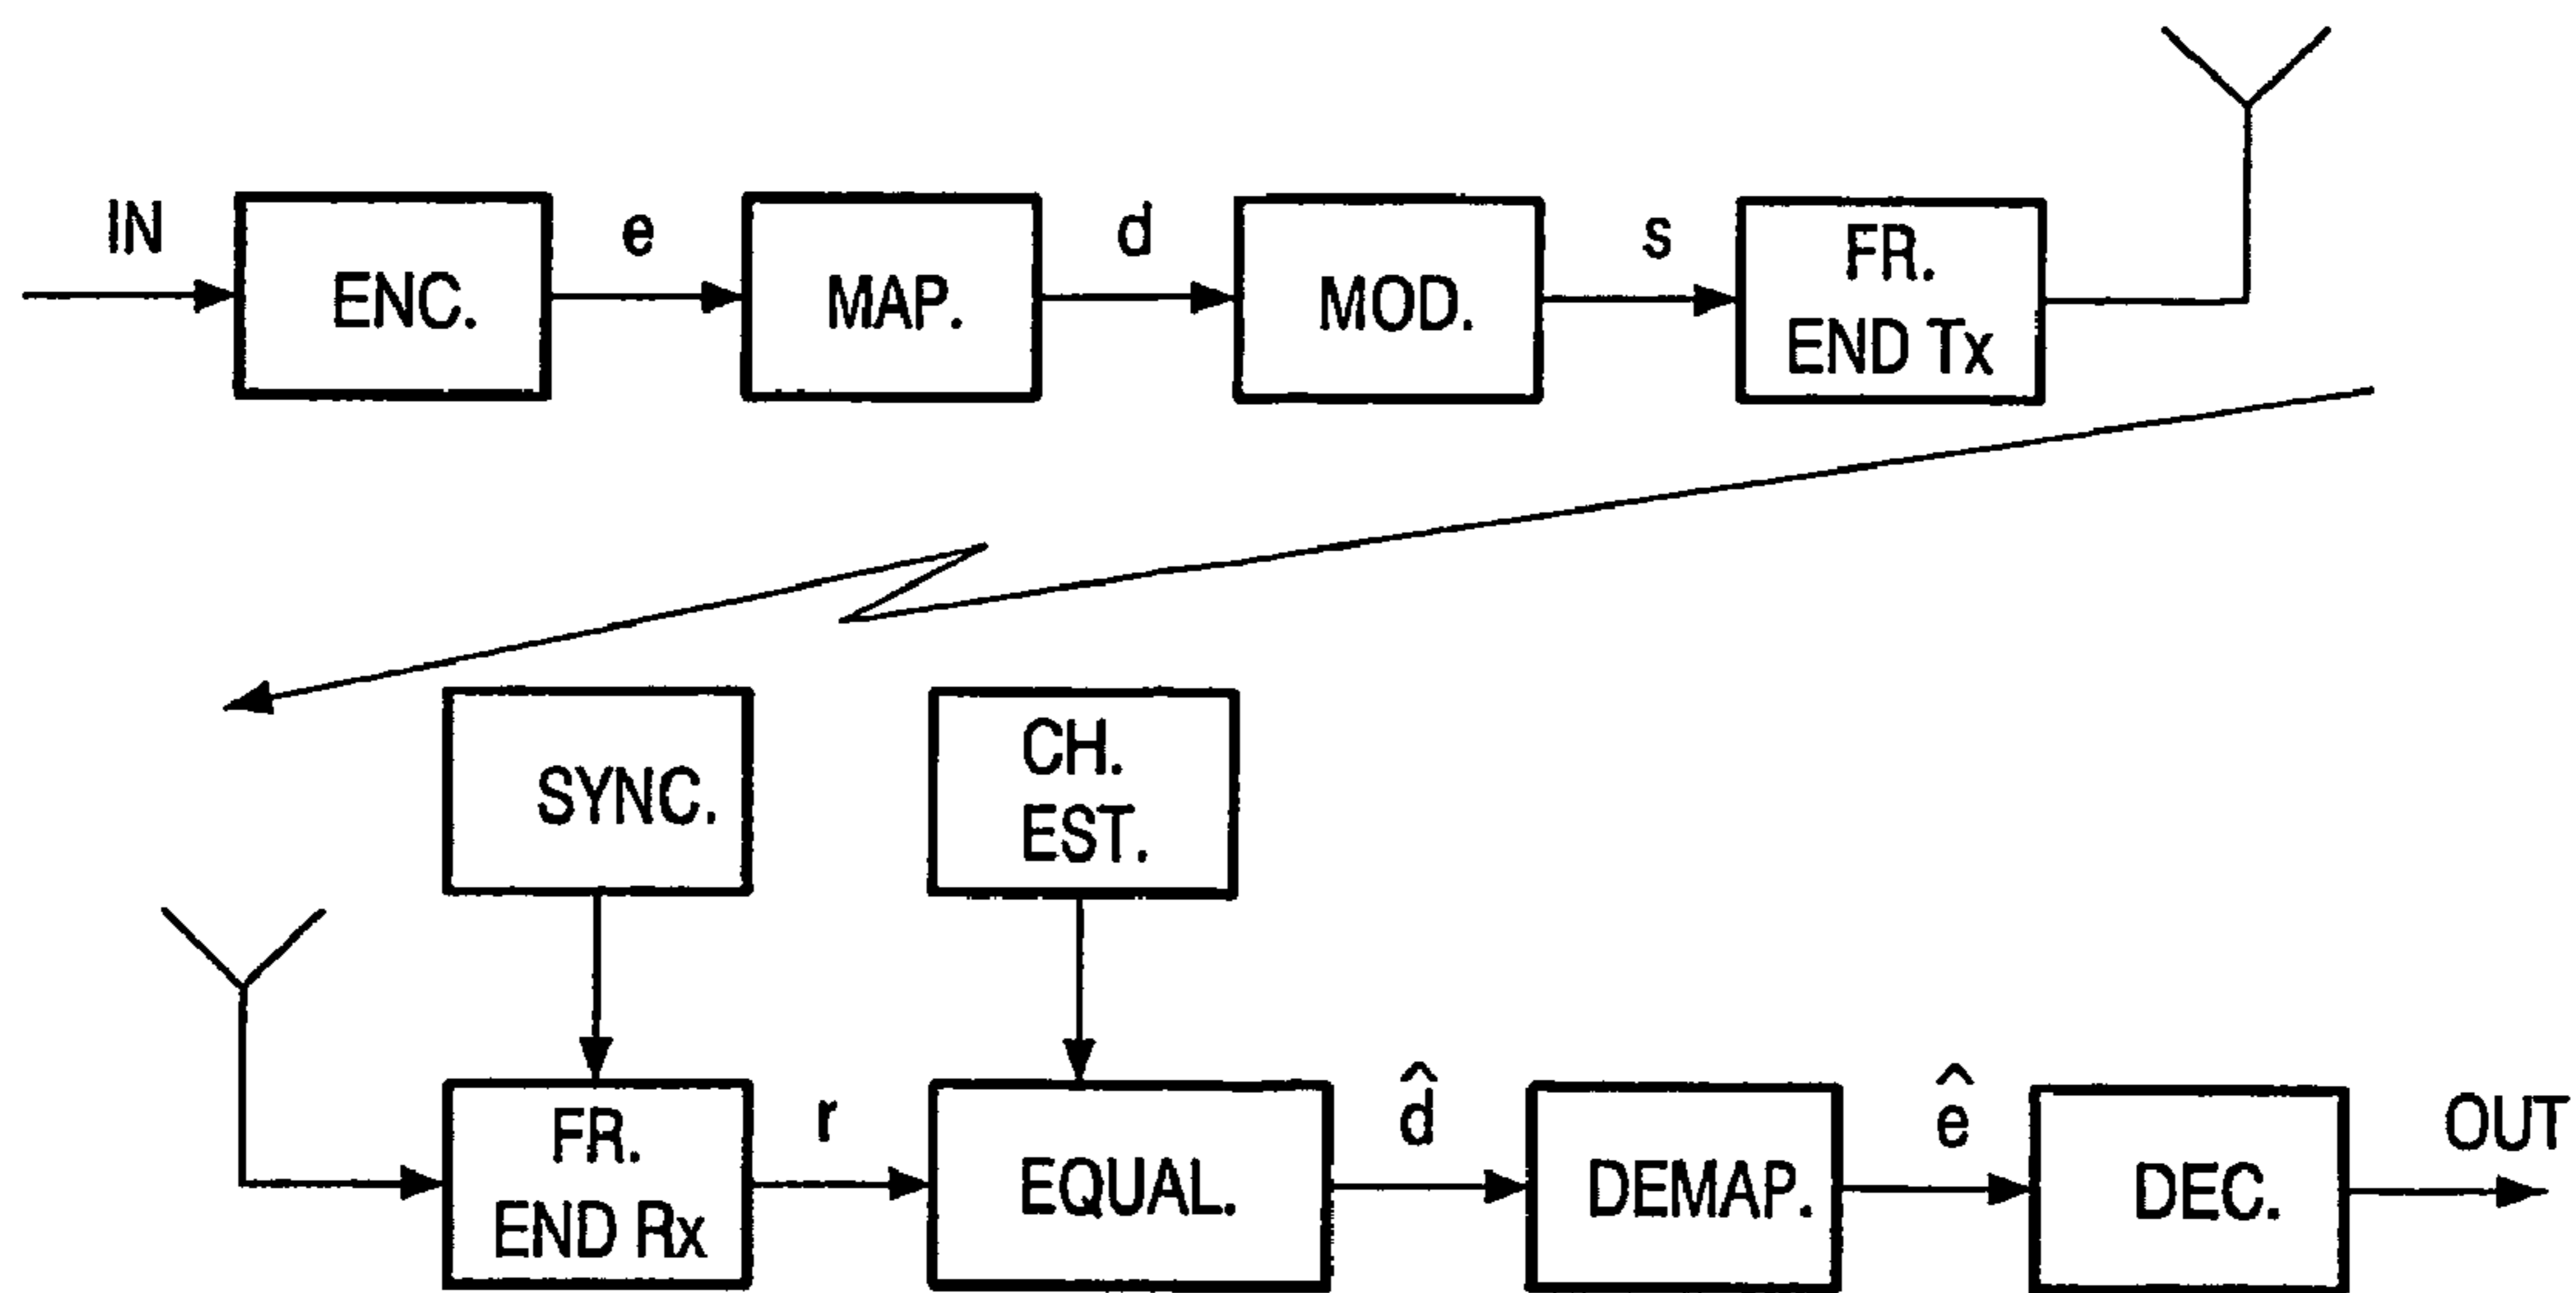 IN
ENC.
e
MAP.
d
MOD.
s
FR.
END Tx
SYNC.
CH.
EST.
FR.
END Rx
r
EQUAL.
d̂
DEMAP.
ê
DEC.
OUT